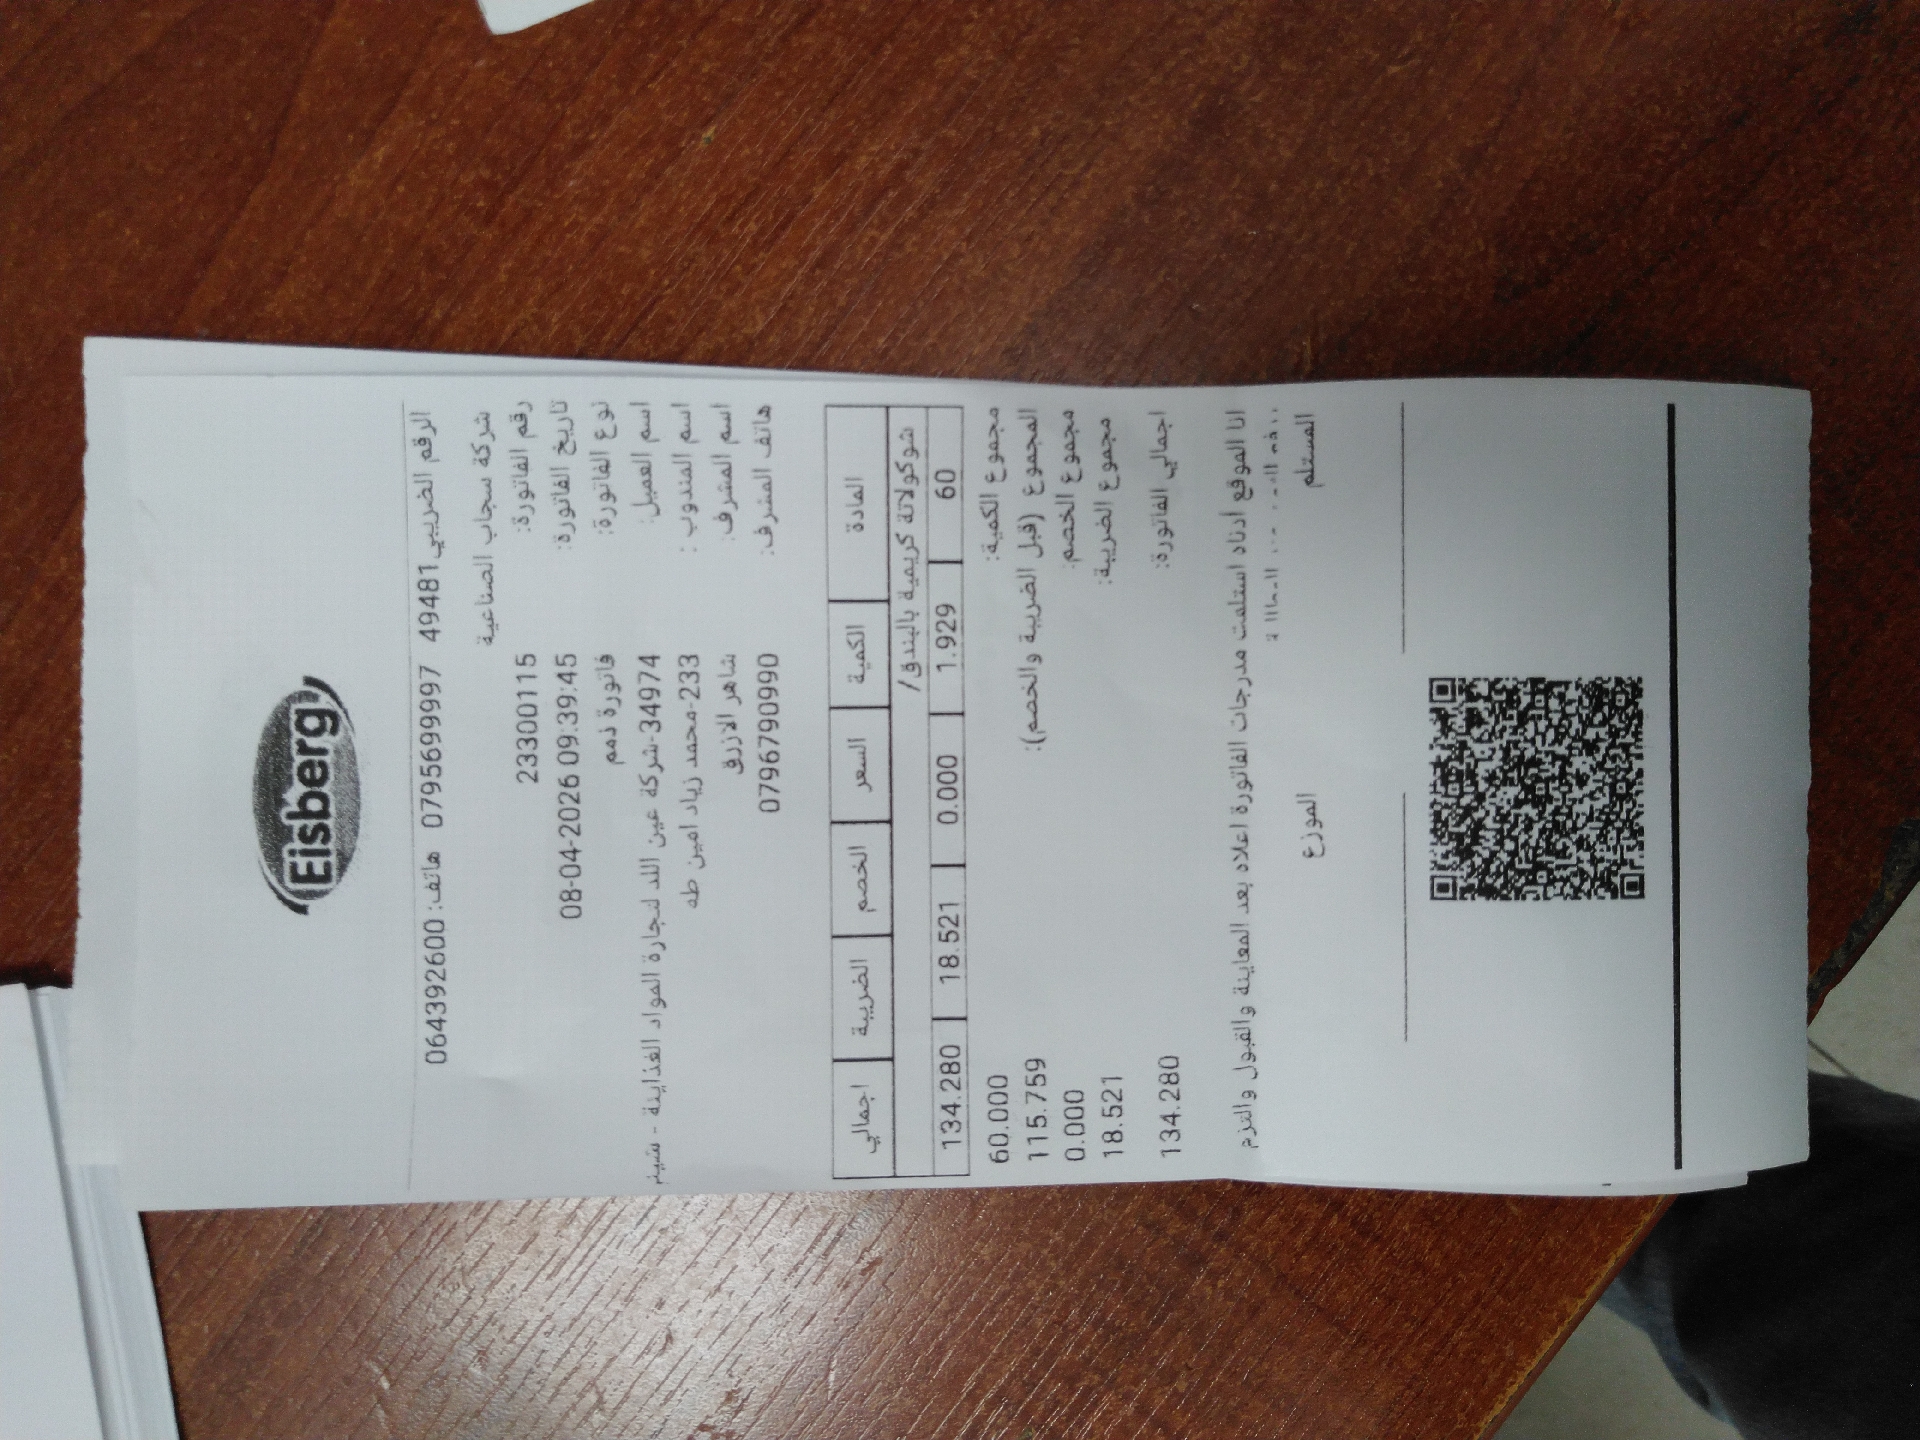 Eisberg
الرقم الضريبي 49481 0795699997 هاتف: 064392600
شركة سجاب الصناعية
رقم الفاتورة: 23300115
تاريخ الفاتورة: 08-04-2026 09:39:45
نوع الفاتورة: فاتورة ذمم
اسم العميل: 34974-شركة عين اللد لتجارة المواد الغذاينة - شيذ
اسم المندوب : 233-محمد زياد امين طه
اسم المشرف: شاهر الازرق
هاتف المشرف: 0796790990
المادة الكمية السعر الخصم الضريبة اجمالي
شوكولاتة كريمية بالبندق/
60 1.929 0.000 18.521 134.280
مجموع الكمية: 60.000
المجموع (قبل الضريبة والخصم): 115.759
مجموع الخصم: 0.000
مجموع الضريبة: 18.521
اجمالي الفاتورة: 134.280
انا الموقع ادناه استلمت مدرجات الفاتورة اعلاه بعد المعاينة والقبول والتزم
المستلم الموزع